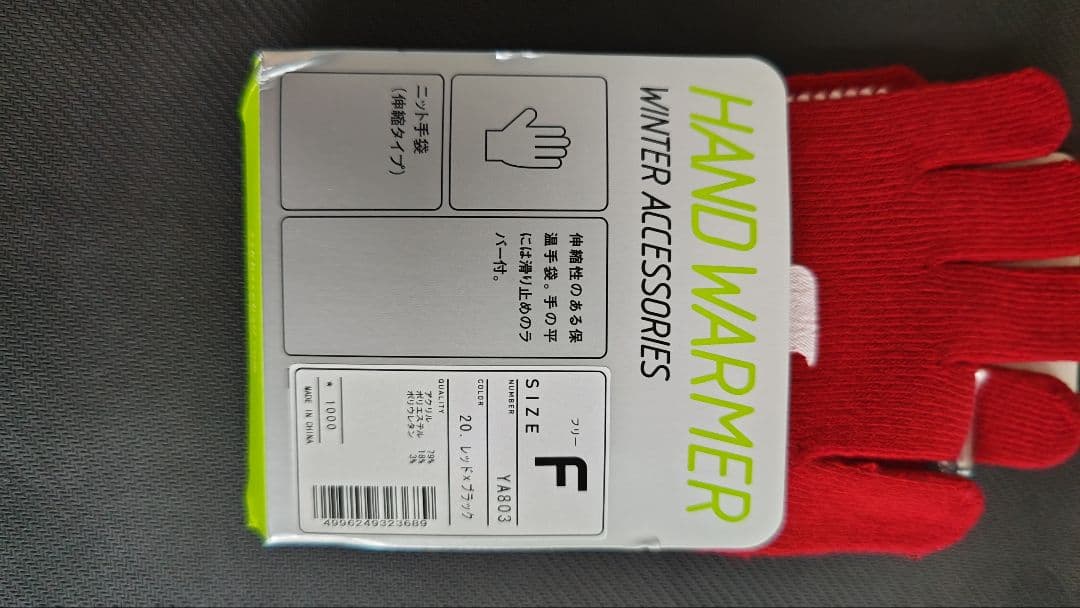 HAND WARMER
WINTER ACCESSORIES
ニット手袋
(伸縮タイプ)
伸縮性のある保
温手袋。手の平
には滑り止めのラ
バー付。
フリー
SIZE F
NUMBER YA803
COLOR
20. レッド×ブラック
QUALITY
アクリル 79%
ポリエステル 18%
ポリウレタン 3%
* 1000
MADE IN CHINA
4996249323689